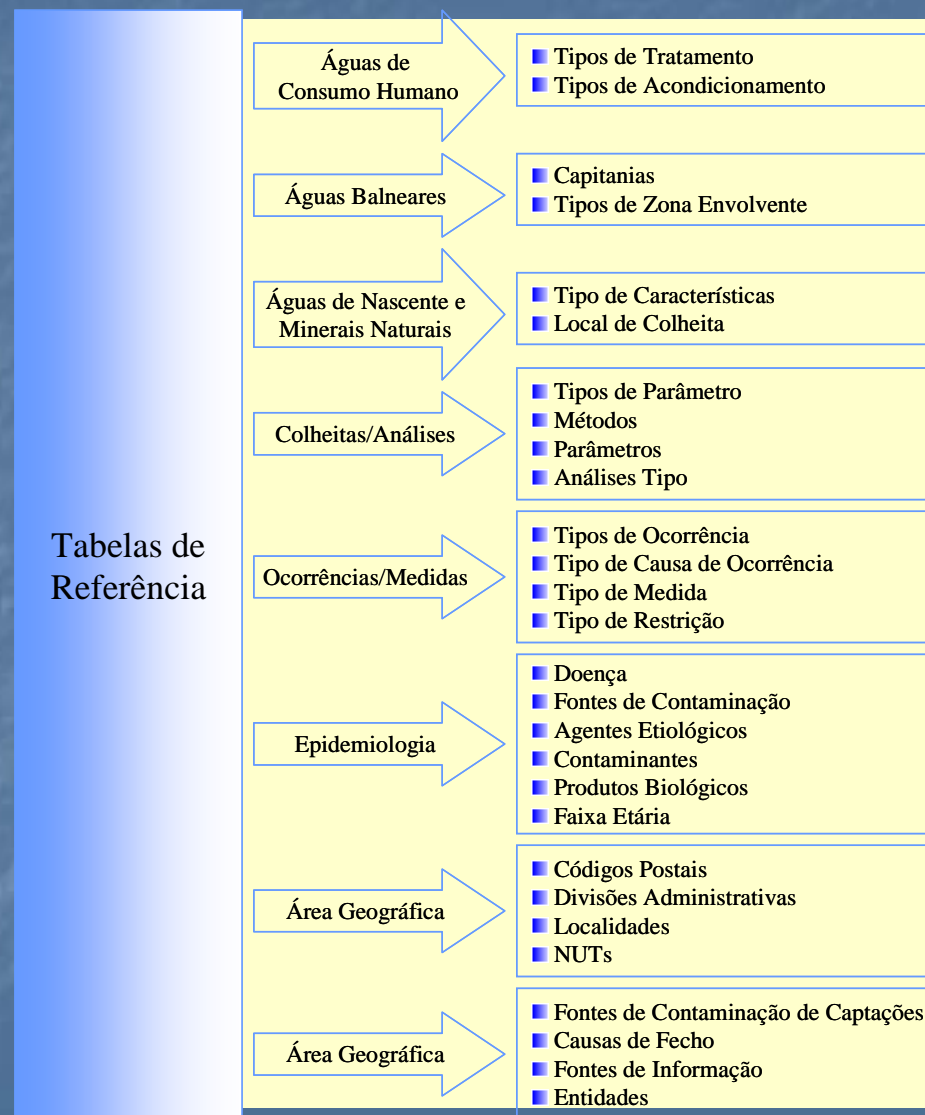 Tabelas de
Referência
Águas de
Consumo Humano
Tipos de Tratamento
Tipos de Acondicionamento
Águas Balneares
Capitanias
Tipos de Zona Envolvente
Águas de Nascente e
Minerais Naturais
Tipo de Características
Local de Colheita
Colheitas/Análises
Tipos de Parâmetro
Métodos
Parâmetros
Análises Tipo
Ocorrências/Medidas
Tipos de Ocorrência
Tipo de Causa de Ocorrência
Tipo de Medida
Tipo de Restrição
Epidemiologia
Doença
Fontes de Contaminação
Agentes Etiológicos
Contaminantes
Produtos Biológicos
Faixa Etária
Área Geográfica
Códigos Postais
Divisões Administrativas
Localidades
NUTs
Área Geográfica
Fontes de Contaminação de Captações
Causas de Fecho
Fontes de Informação
Entidades